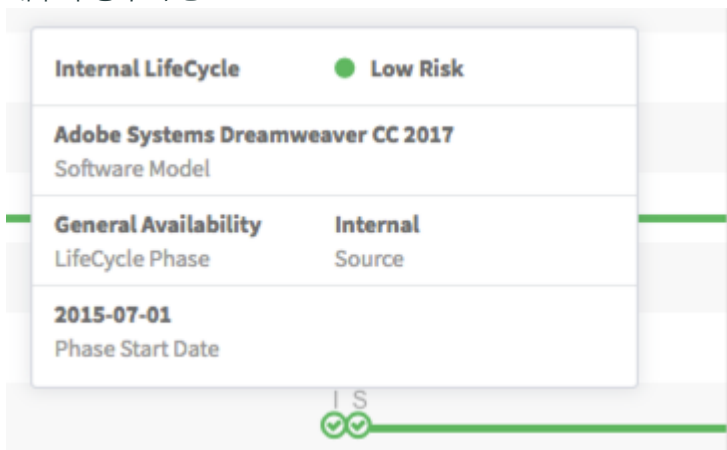 Internal LifeCycle Low Risk
Adobe Systems Dreamweaver CC 2017
Software Model
General Availability Internal
LifeCycle Phase Source
2015-07-01
Phase Start Date
I S